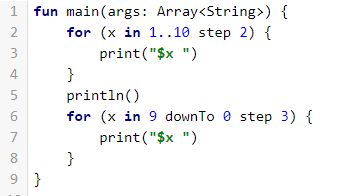 1 fun main(args: Array<String>) {
2     for (x in 1..10 step 2) {
3         print("$x ")
4     }
5     println()
6     for (x in 9 downTo 0 step 3) {
7         print("$x ")
8     }
9 }